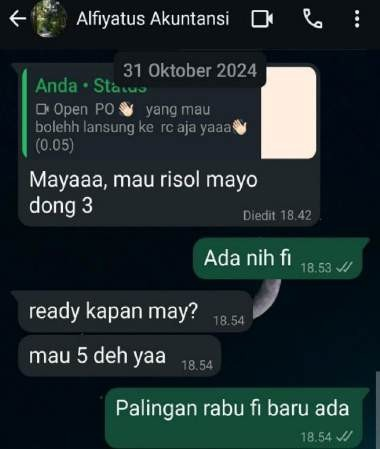 Alfiyatus Akuntansi
31 Oktober 2024
Anda • Status
Open PO👋🏻 yang mau
bolehh lansung ke rc aja yaaa👋🏻
(0.05)
Mayaaa, mau risol mayo
dong 3
Diedit 18.42
Ada nih fi
18.53
ready kapan may?
18.54
mau 5 deh yaa
18.54
Palingan rabu fi baru ada
18.54